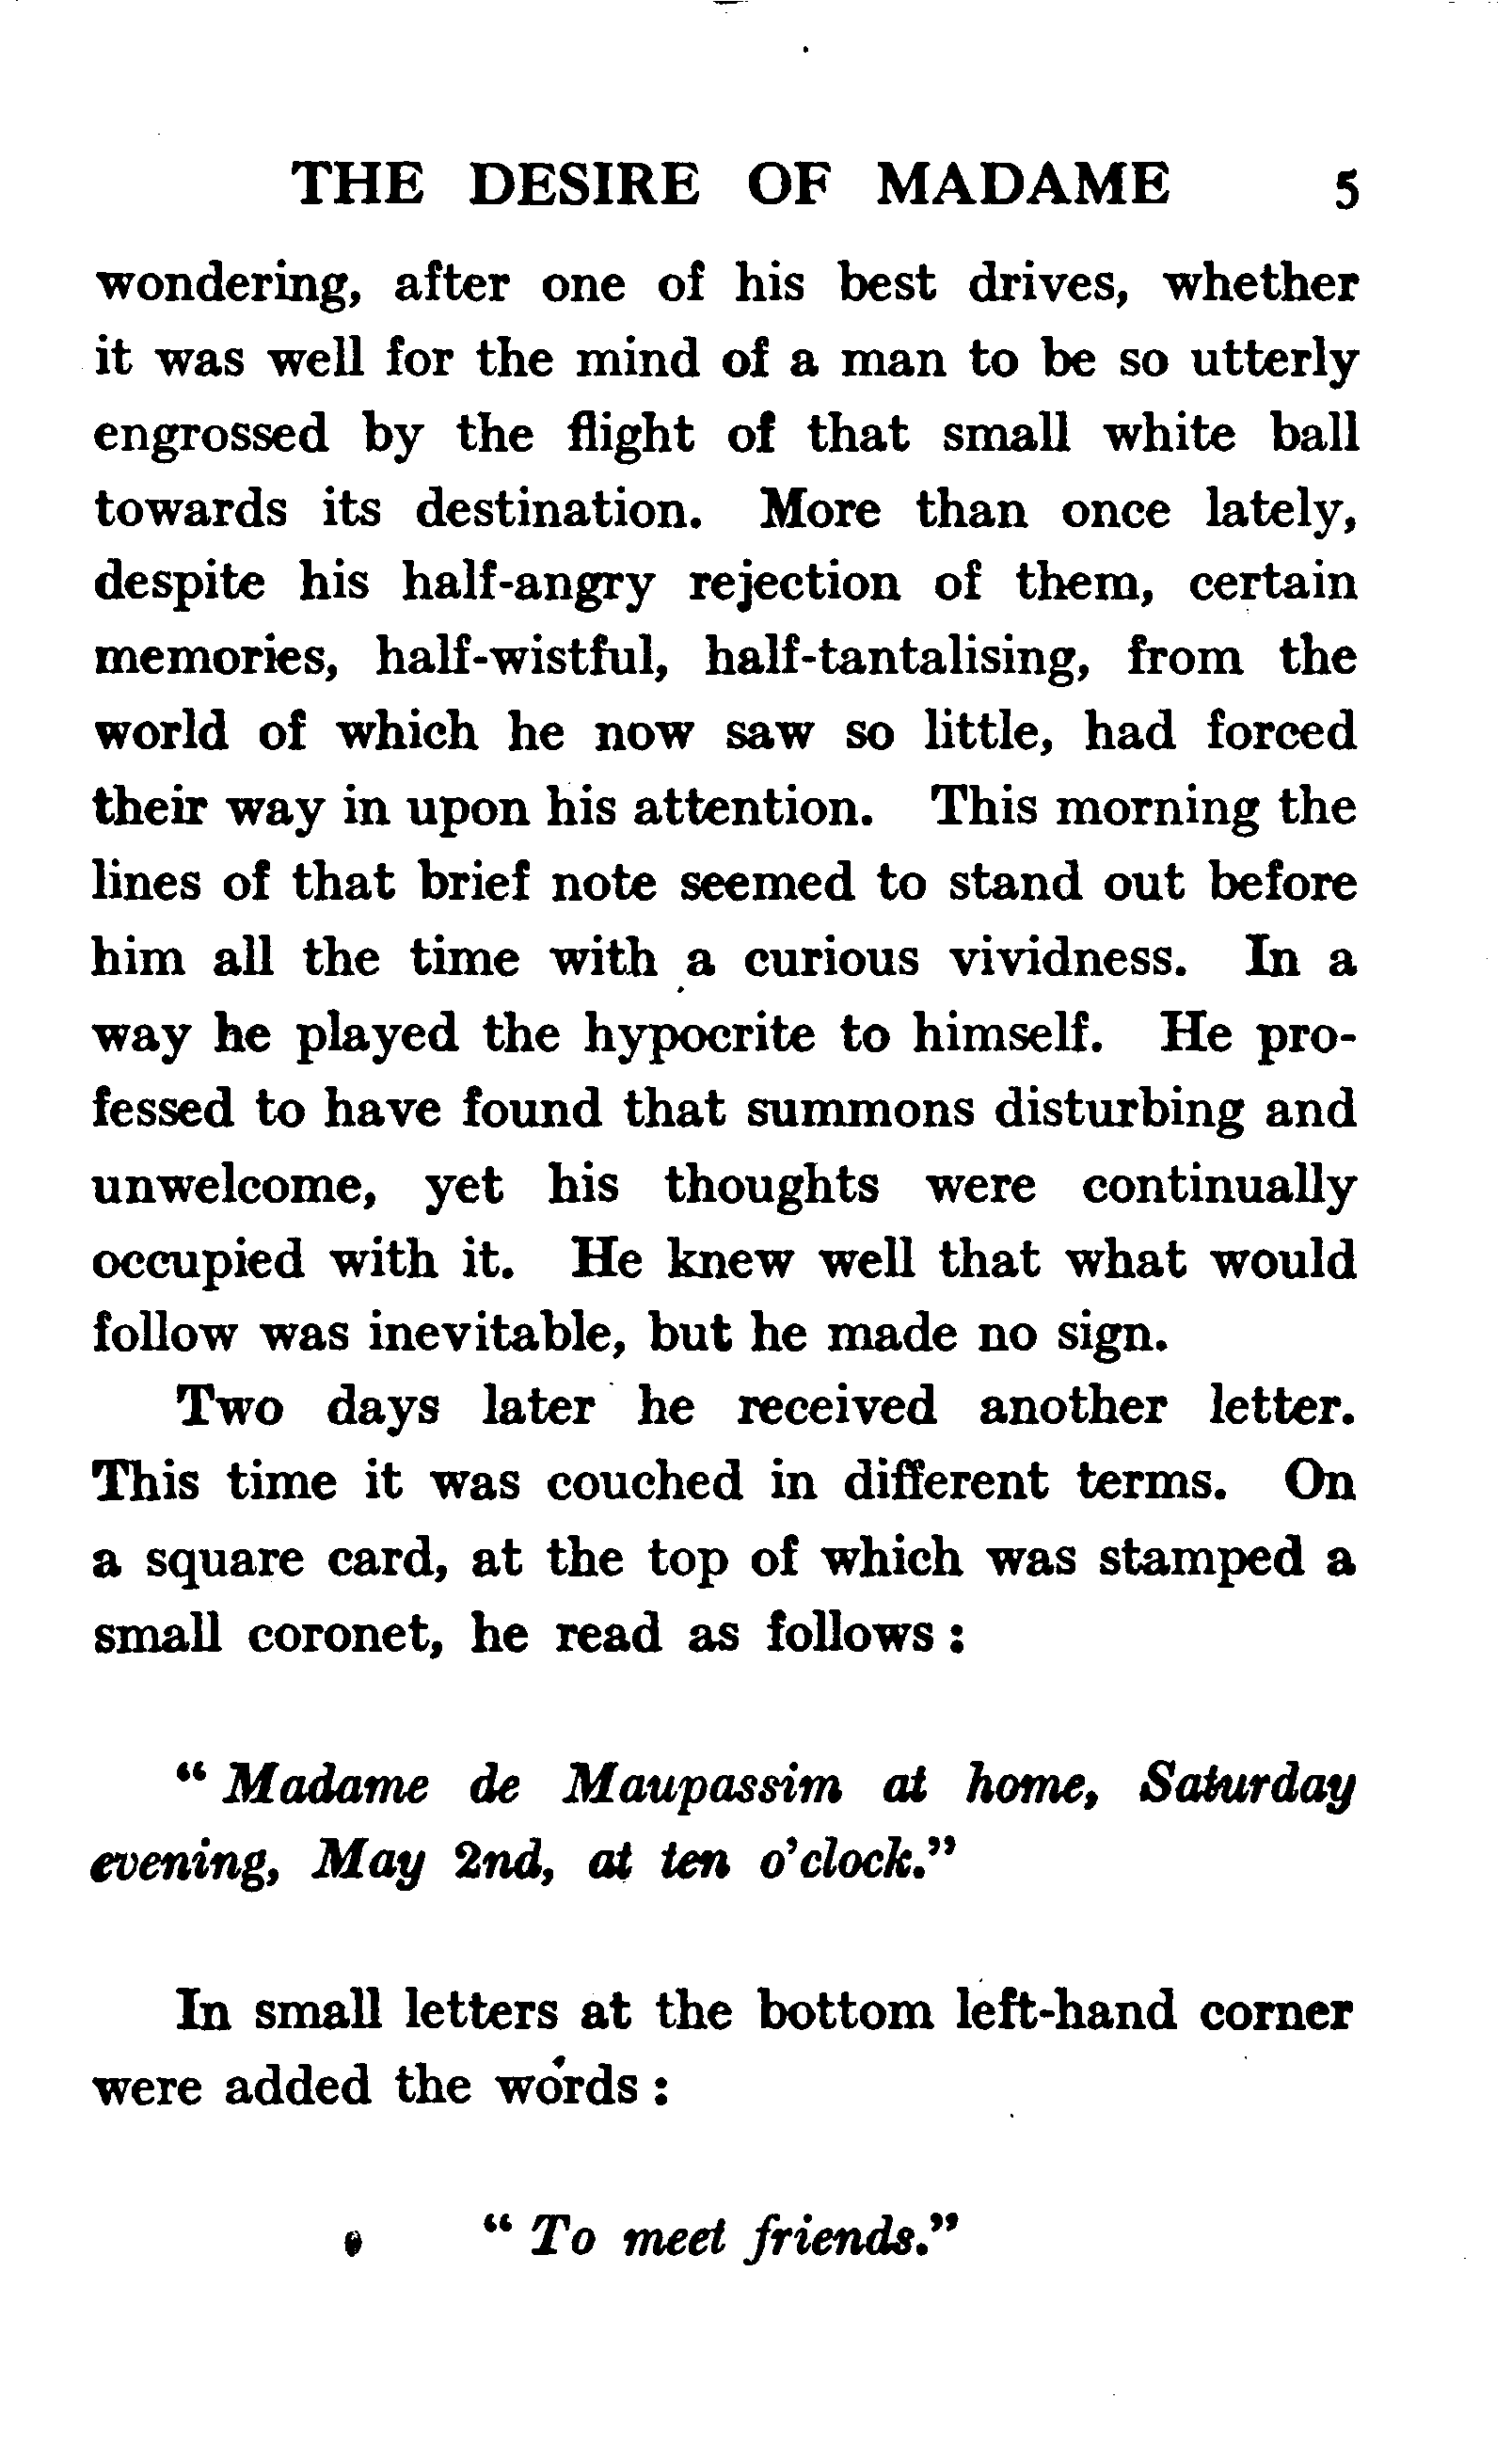 THE DESIRE OF MADAME 5
wondering, after one of his best drives, whether
it was well for the mind of a man to be so utterly
engrossed by the flight of that small white ball
towards its destination. More than once lately,
despite his half-angry rejection of them, certain
memories, half-wistful, half-tantalising, from the
world of which he now saw so little, had forced
their way in upon his attention. This morning the
lines of that brief note seemed to stand out before
him all the time with a curious vividness. In a
way he played the hypocrite to himself. He pro-
fessed to have found that summons disturbing and
unwelcome, yet his thoughts were continually
occupied with it. He knew well that what would
follow was inevitable, but he made no sign.
Two days later he received another letter.
This time it was couched in different terms. On
a square card, at the top of which was stamped a
small coronet, he read as follows :
“ Madame de Maupassim at home, Saturday
evening, May 2nd, at ten o’clock.”
In small letters at the bottom left-hand corner
were added the words :
“ To meet friends.”